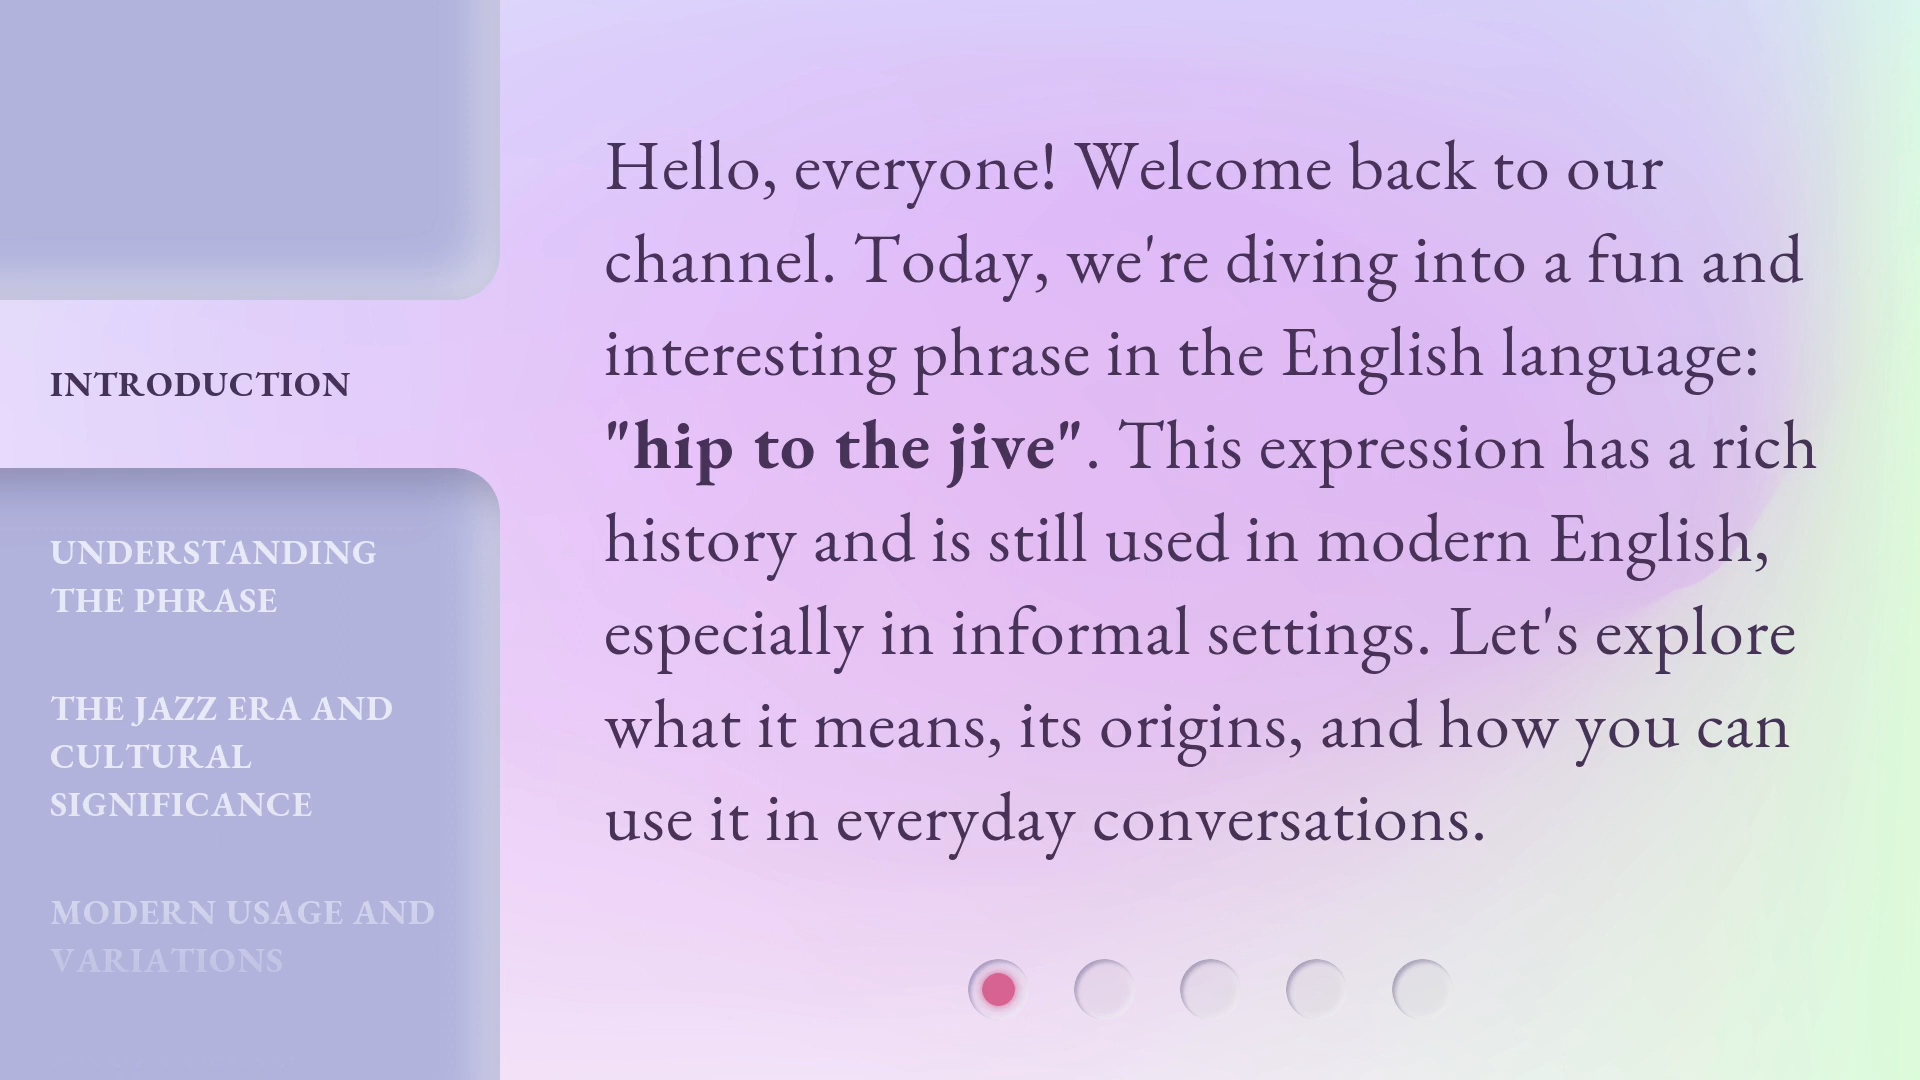 INTRODUCTION
UNDERSTANDING
THE PHRASE
THE JAZZ ERA AND
CULTURAL
SIGNIFICANCE
MODERN USAGE AND
VARIATIONS
Hello, everyone! Welcome back to our
channel. Today, we're diving into a fun and
interesting phrase in the English language:
"hip to the jive". This expression has a rich
history and is still used in modern English,
especially in informal settings. Let's explore
what it means, its origins, and how you can
use it in everyday conversations.